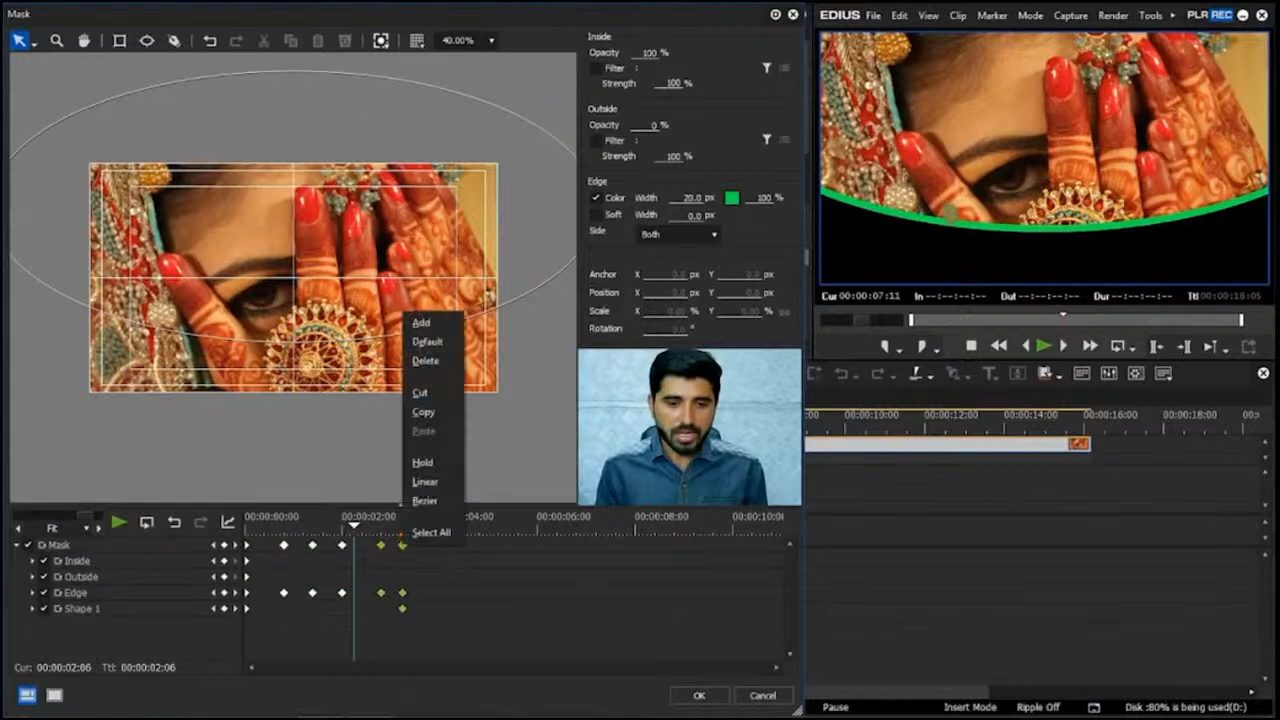 Mask
40.00%
Inside
Opacity 100 %
Filter :
Strength 100 %
Outside
Opacity 0 %
Filter :
Strength 100 %
Edge
Color Width 20.0 px 100 %
Soft Width 0.0 px
Side Both
Anchor X 0.0 px Y 0.0 px
Position X 0.0 px Y 0.0 px
Scale X 0.00 % Y 0.00 %
Rotation 0.0 °
Add
Default
Delete
Cut
Copy
Paste
Hold
Linear
Bezier
Select All
Fit
00:00:00:00 00:00:02:00 :04:00 00:00:06:00 00:00:08:00 00:00:10:0
Mask
Inside
Outside
Edge
Shape 1
Cur: 00:00:02:06 Ttl: 00:00:02:06
OK Cancel
EDIUS File Edit View Clip Marker Mode Capture Render Tools PLR REC
Cur 00:00:07:11 In --:--:--:-- Out --:--:--:-- Dur --:--:--:-- Ttl 00:00:16:05
00:00:10:00 00:00:12:00 00:00:14:00 00:00:16:00 00:00:18:00
Pause Insert Mode Ripple Off Disk :80% is being used(D:)